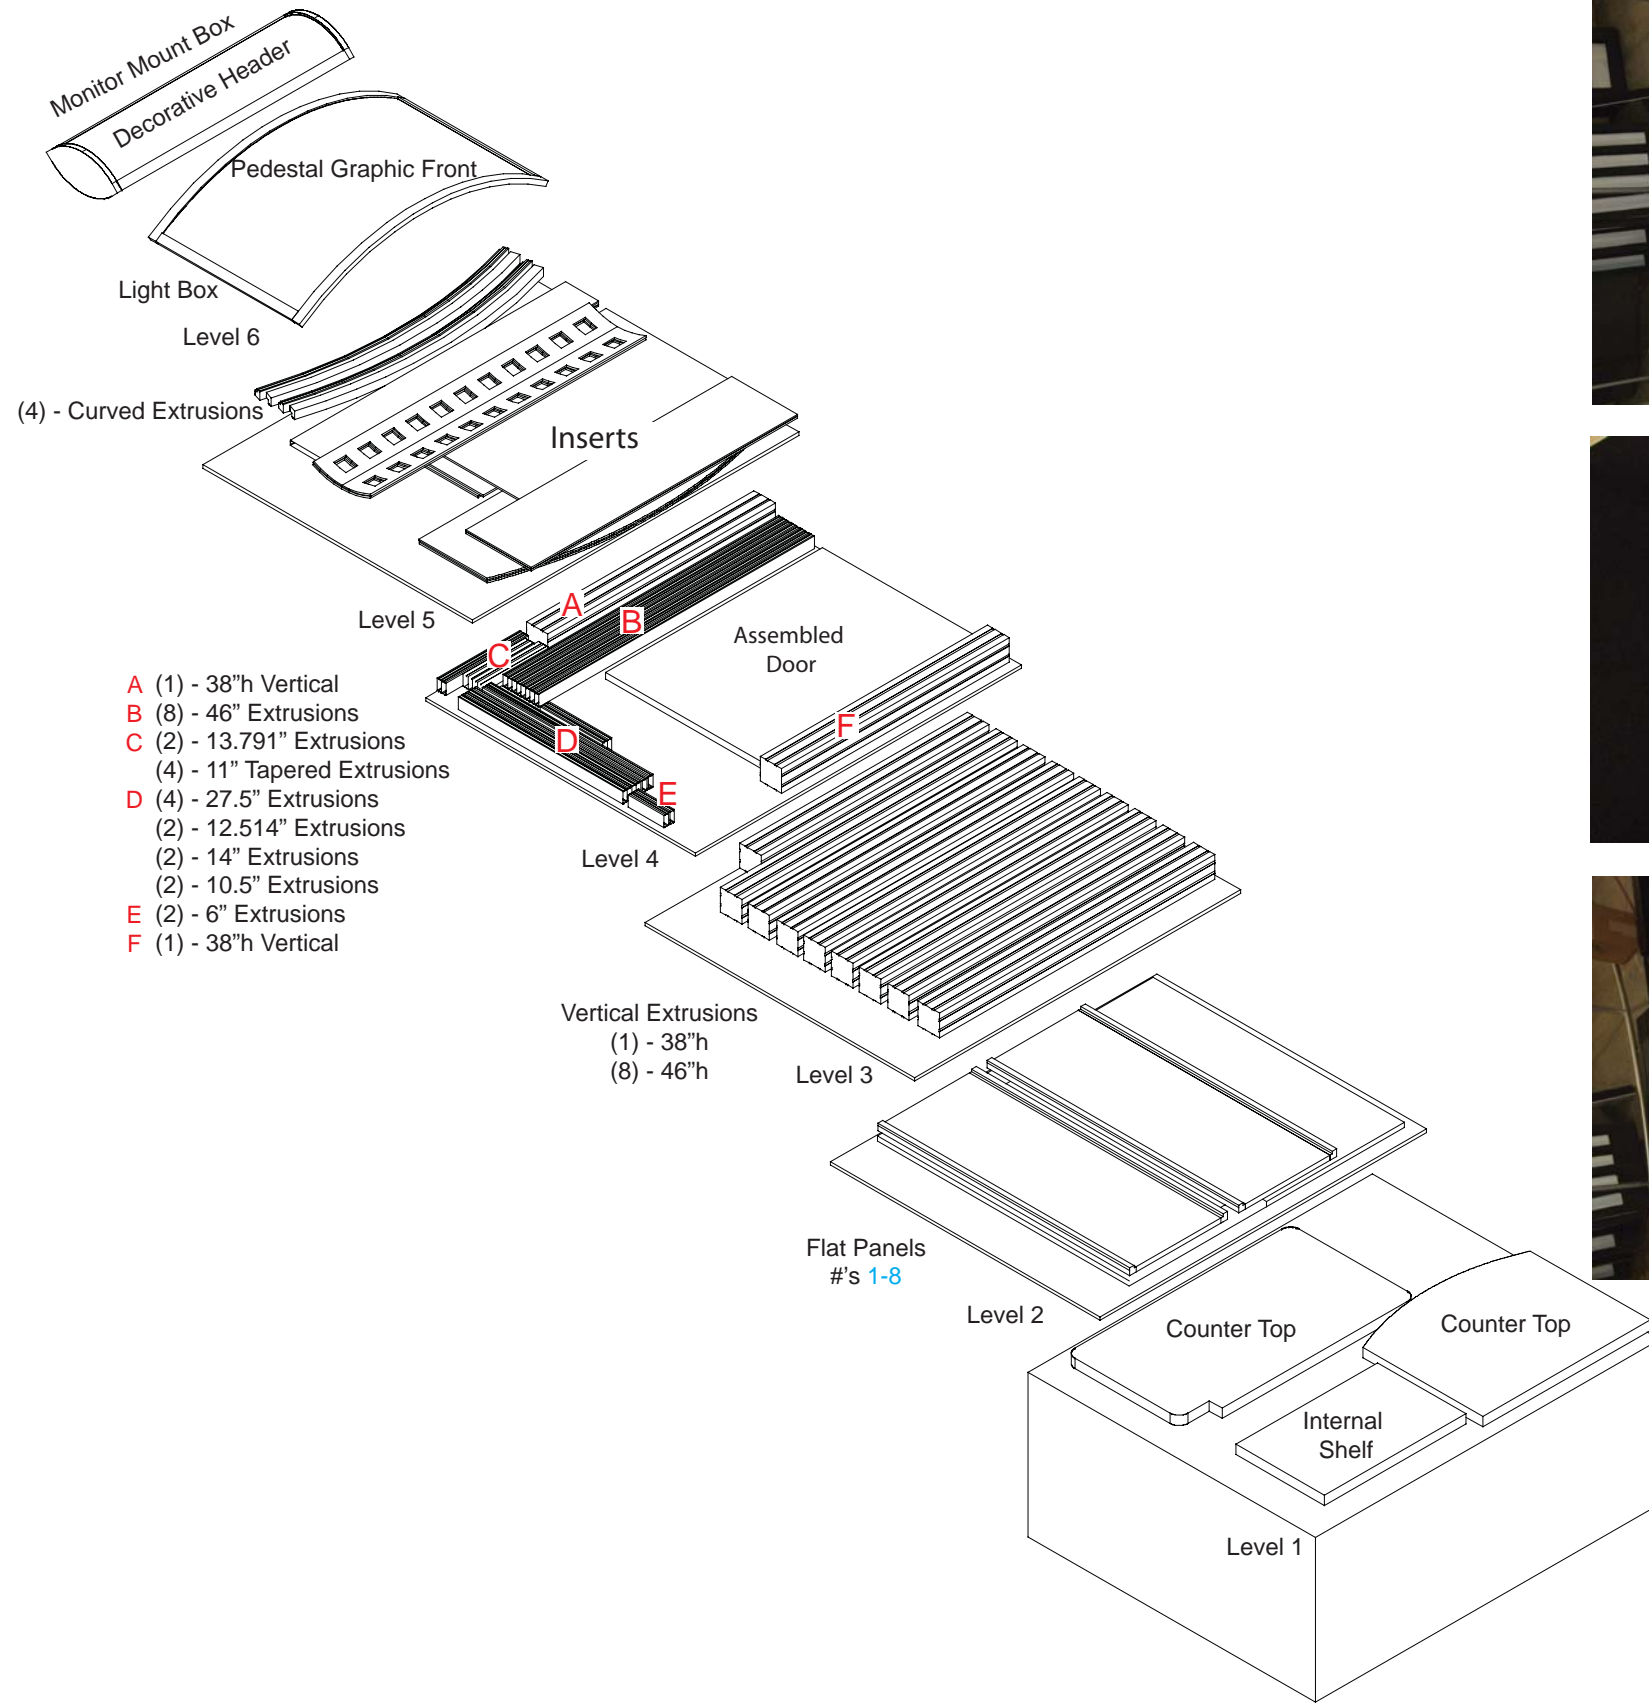 Monitor Mount Box
Decorative Header
Pedestal Graphic Front
Light Box
Level 6
(4) - Curved Extrusions
Inserts
Level 5
A
B
C
D
E
F
Assembled
Door
A (1) - 38”h Vertical
B (8) - 46” Extrusions
C (2) - 13.791” Extrusions
(4) - 11” Tapered Extrusions
D (4) - 27.5” Extrusions
(2) - 12.514” Extrusions
(2) - 14” Extrusions
(2) - 10.5” Extrusions
E (2) - 6” Extrusions
F (1) - 38”h Vertical
Level 4
Vertical Extrusions
(1) - 38”h
(8) - 46”h
Level 3
Flat Panels
#’s 1-8
Level 2
Counter Top
Counter Top
Internal
Shelf
Level 1